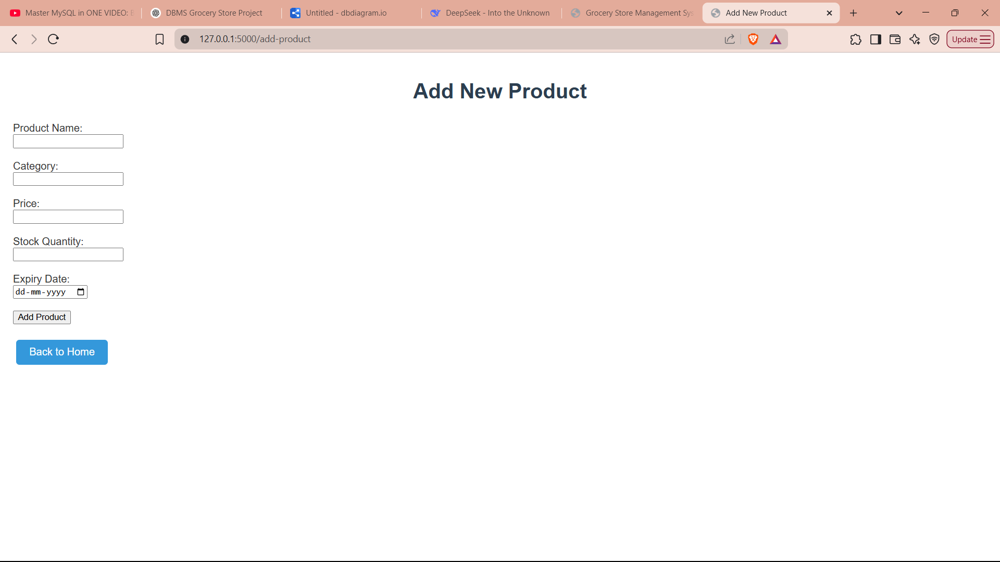 Master MySQL in ONE VIDEO: B
DBMS Grocery Store Project
Untitled - dbdiagram.io
DeepSeek - Into the Unknown
Grocery Store Management Sys
Add New Product
127.0.0.1:5000/add-product
Update
Add New Product
Product Name:
Category:
Price:
Stock Quantity:
Expiry Date:
dd-mm-yyyy
Add Product
Back to Home